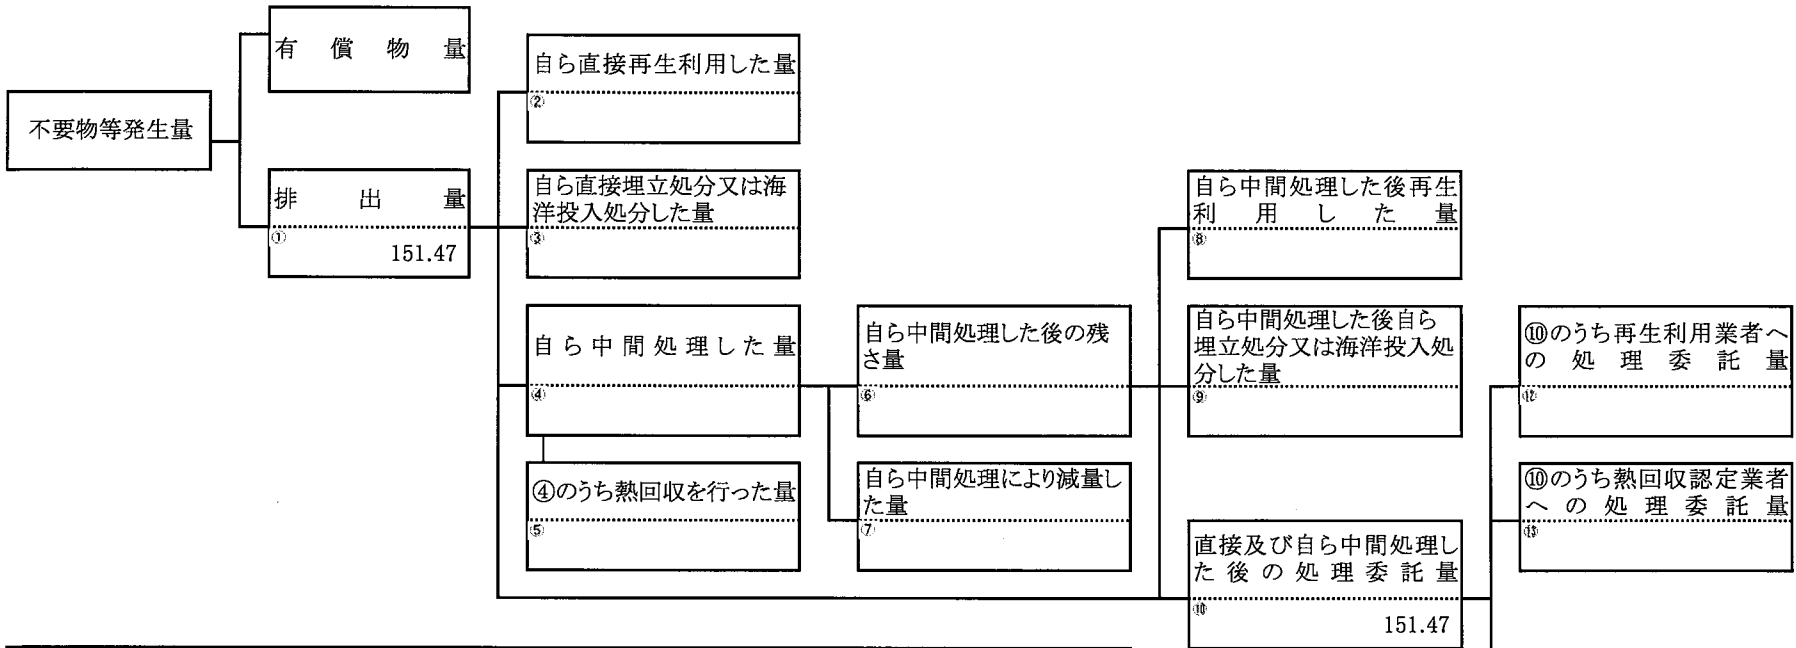 有償物量
不要物等発生量
排出量
①
151.47
自ら直接再生利用した量
②
自ら直接埋立処分又は海
洋投入処分した量
③
自ら中間処理した量
④
④のうち熱回収を行った量
⑤
自ら中間処理した後の残
さ量
⑥
自ら中間処理により減量し
た量
⑦
自ら中間処理した後再生
利用した量
⑧
自ら中間処理した後自ら
埋立処分又は海洋投入処
分した量
⑨
直接及び自ら中間処理し
た後の処理委託量
⑩
151.47
⑩のうち再生利用業者へ
の処理委託量
⑫
⑩のうち熱回収認定業者
への処理委託量
⑬